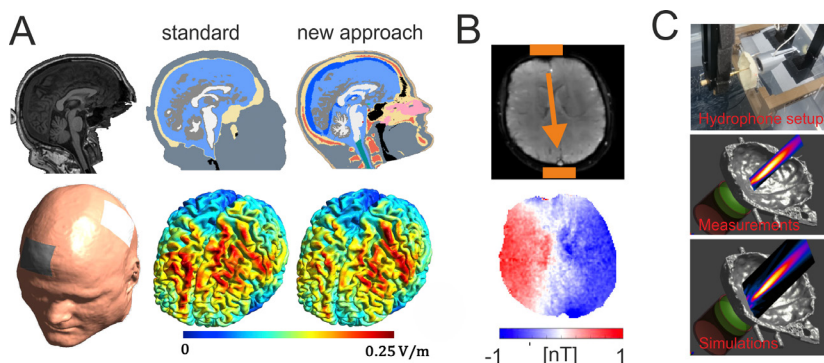 A
standard
new approach
0
0.25 V/m
B
-1
[nT]
1
C
Hydrophone setup
Measurements
Simulations